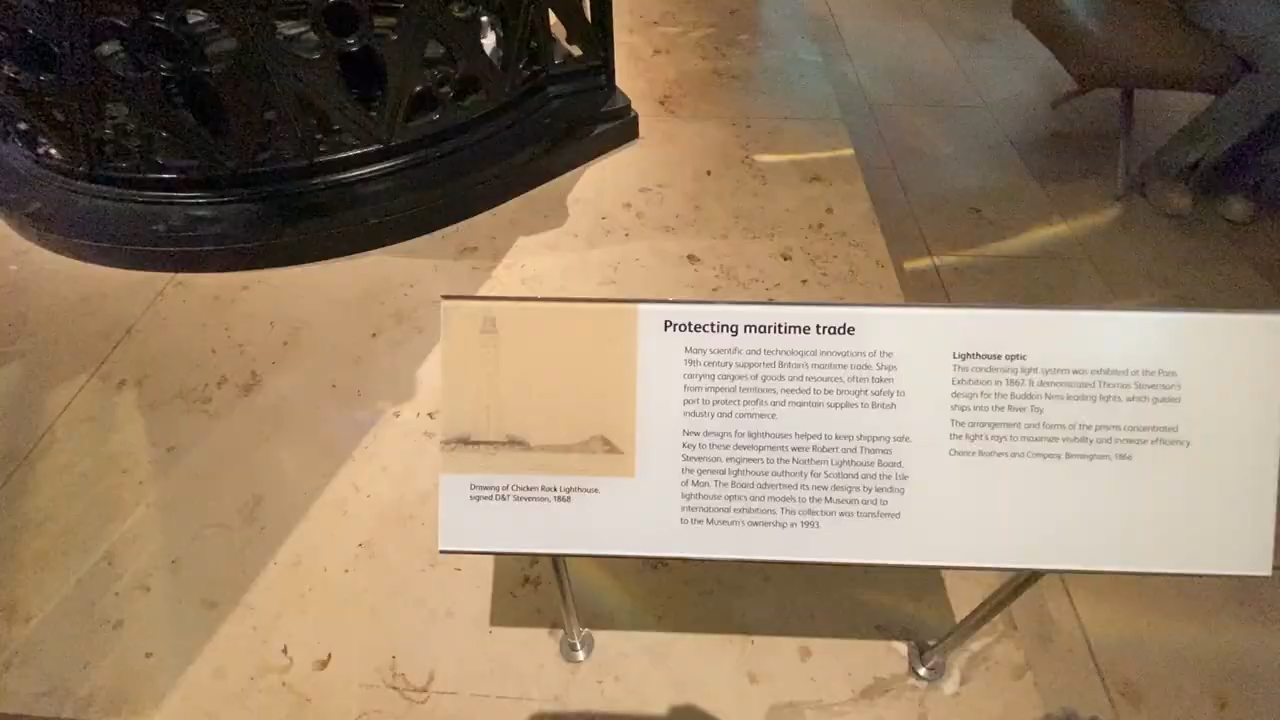 Protecting maritime trade
Many scientific and technological innovations of the
19th century supported Britain's maritime trade. Ships
carrying cargoes of goods and resources, often taken
from imperial territories, needed to be brought safely to
port to protect profits and maintain supplies to British
industry and commerce.
New designs for lighthouses helped to keep shipping safe.
Key to these developments were Robert and Thomas
Stevenson, engineers to the Northern Lighthouse Board,
the general lighthouse authority for Scotland and the Isle
of Man. The Board advertised its new designs by lending
lighthouse optics and models to the Museum and to
international exhibitions. This collection was transferred
to the Museum's ownership in 1993.
Drawing of Chicken Rock Lighthouse,
signed D&T Stevenson, 1868
Lighthouse optic
This condensing light system was exhibited at the Paris
Exhibition in 1867. It demonstrated Thomas Stevenson's
design for the Buddon Ness leading lights, which guided
ships into the River Tay.
The arrangement and forms of the prisms concentrated
the light's rays to maximize visibility and increase efficiency.
Chance Brothers and Company, Birmingham, 1866